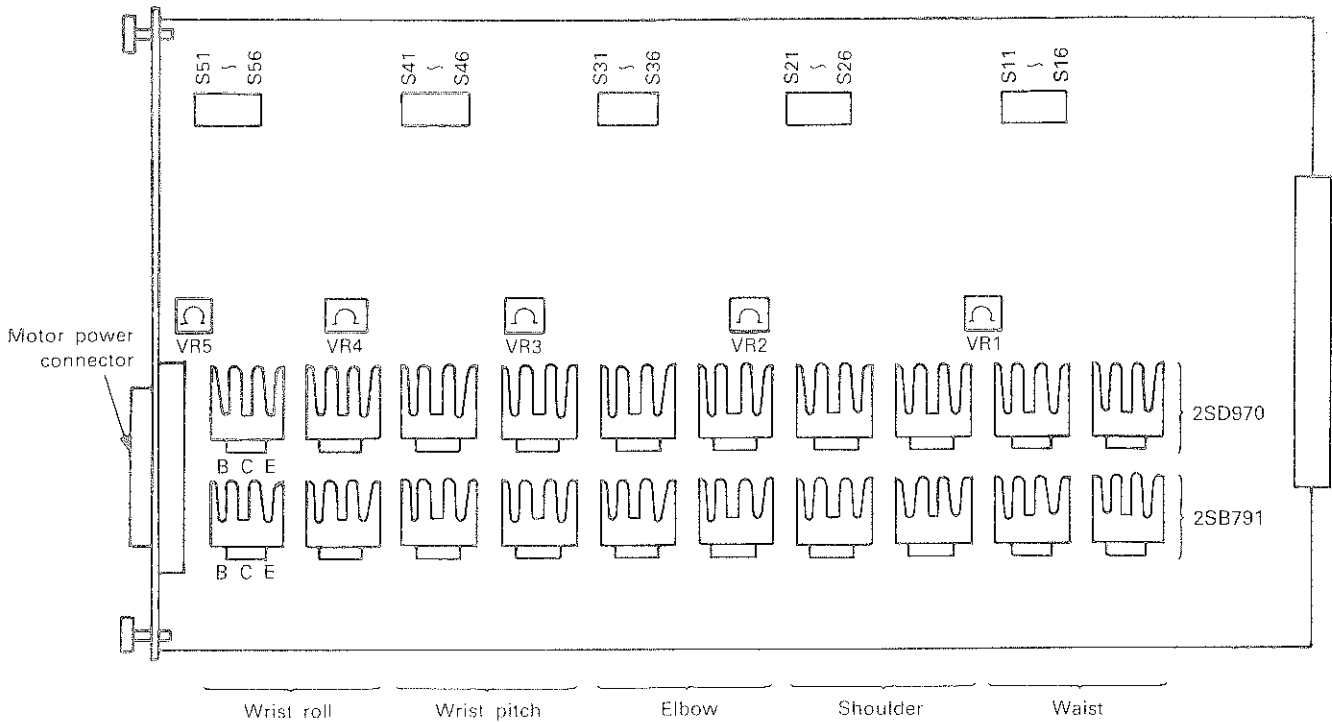 S51
~
S56
S41
~
S46
S31
~
S36
S21
~
S26
S11
~
S16
Motor power
connector
VR5
VR4
VR3
VR2
VR1
2SD970
B C E
2SB791
B C E
Wrist roll
Wrist pitch
Elbow
Shoulder
Waist